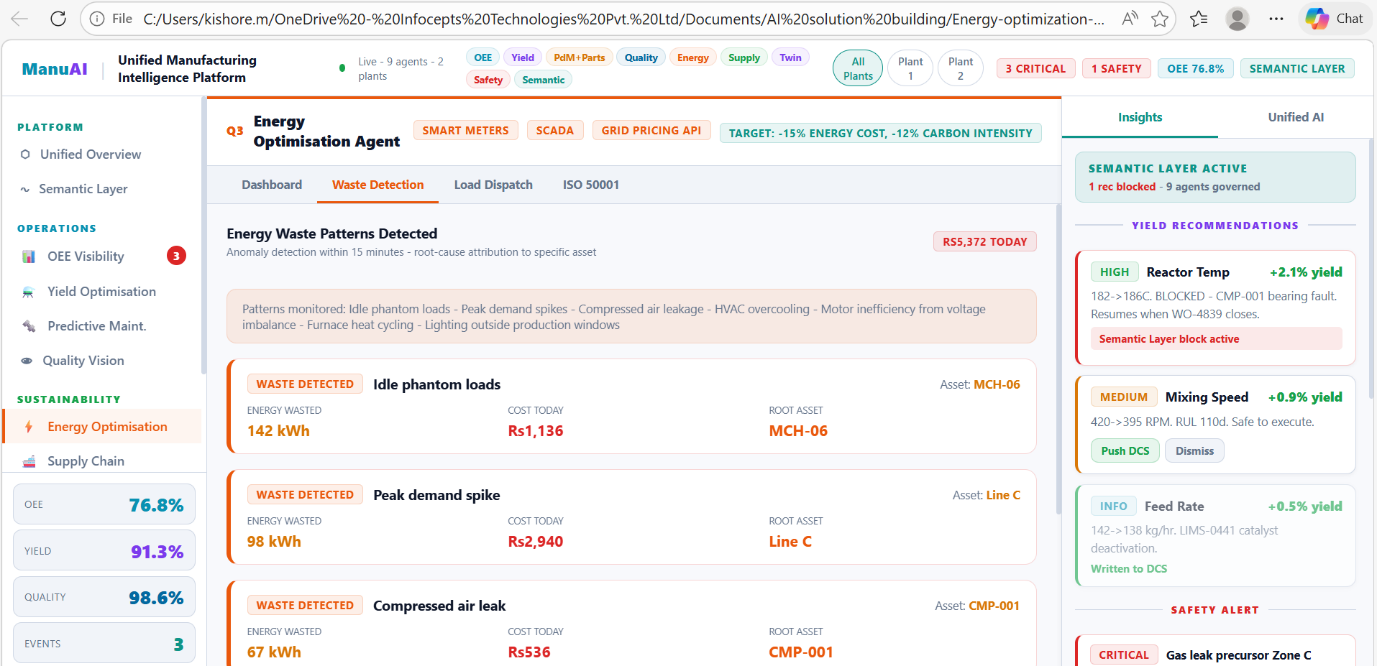 File C:/Users/kishore.m/OneDrive%20-%20Infocepts%20Technologies%20Pvt.%20Ltd/Documents/AI%20solution%20building/Energy-optimization-...
Chat
ManuAI
Unified Manufacturing
Intelligence Platform
Live - 9 agents - 2
plants
OEE Yield PdM+Parts Quality Energy Supply Twin
Safety Semantic
All
Plants
Plant
1
Plant
2
3 CRITICAL
1 SAFETY
OEE 76.8%
SEMANTIC LAYER
PLATFORM
Unified Overview
Semantic Layer
OPERATIONS
OEE Visibility 3
Yield Optimisation
Predictive Maint.
Quality Vision
SUSTAINABILITY
Energy Optimisation
Supply Chain
OEE 76.8%
YIELD 91.3%
QUALITY 98.6%
EVENTS 3
Q3
Energy
Optimisation Agent
SMART METERS
SCADA
GRID PRICING API
TARGET: -15% ENERGY COST, -12% CARBON INTENSITY
Dashboard Waste Detection Load Dispatch ISO 50001
Energy Waste Patterns Detected
Anomaly detection within 15 minutes - root-cause attribution to specific asset
RS5,372 TODAY
Patterns monitored: Idle phantom loads - Peak demand spikes - Compressed air leakage - HVAC overcooling - Motor inefficiency from voltage
imbalance - Furnace heat cycling - Lighting outside production windows
WASTE DETECTED Idle phantom loads Asset: MCH-06
ENERGY WASTED COST TODAY ROOT ASSET
142 kWh Rs1,136 MCH-06
WASTE DETECTED Peak demand spike Asset: Line C
ENERGY WASTED COST TODAY ROOT ASSET
98 kWh Rs2,940 Line C
WASTE DETECTED Compressed air leak Asset: CMP-001
ENERGY WASTED COST TODAY ROOT ASSET
67 kWh Rs536 CMP-001
Insights Unified AI
SEMANTIC LAYER ACTIVE
1 rec blocked - 9 agents governed
YIELD RECOMMENDATIONS
HIGH Reactor Temp +2.1% yield
182->186C. BLOCKED - CMP-001 bearing fault.
Resumes when WO-4839 closes.
Semantic Layer block active
MEDIUM Mixing Speed +0.9% yield
420->395 RPM. RUL 110d. Safe to execute.
Push DCS Dismiss
INFO Feed Rate +0.5% yield
142->138 kg/hr. LIMS-0441 catalyst
deactivation.
Written to DCS
SAFETY ALERT
CRITICAL Gas leak precursor Zone C